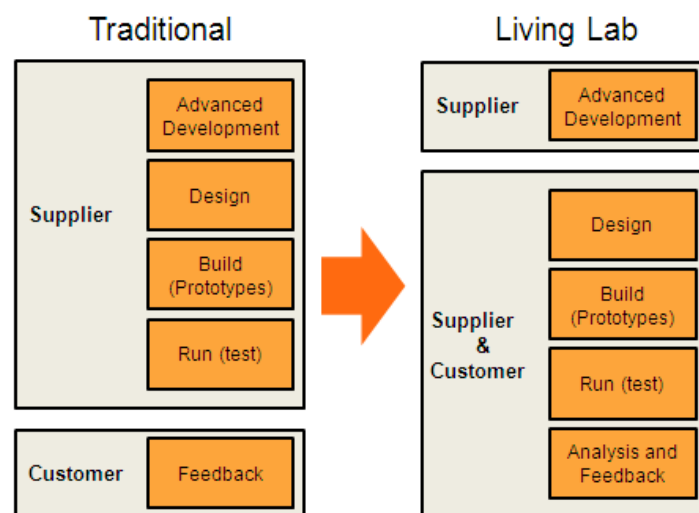 Traditional
Supplier
Advanced
Development
Design
Build
(Prototypes)
Run (test)
Customer
Feedback
Living Lab
Supplier
Advanced
Development
Supplier
&
Customer
Design
Build
(Prototypes)
Run (test)
Analysis and
Feedback